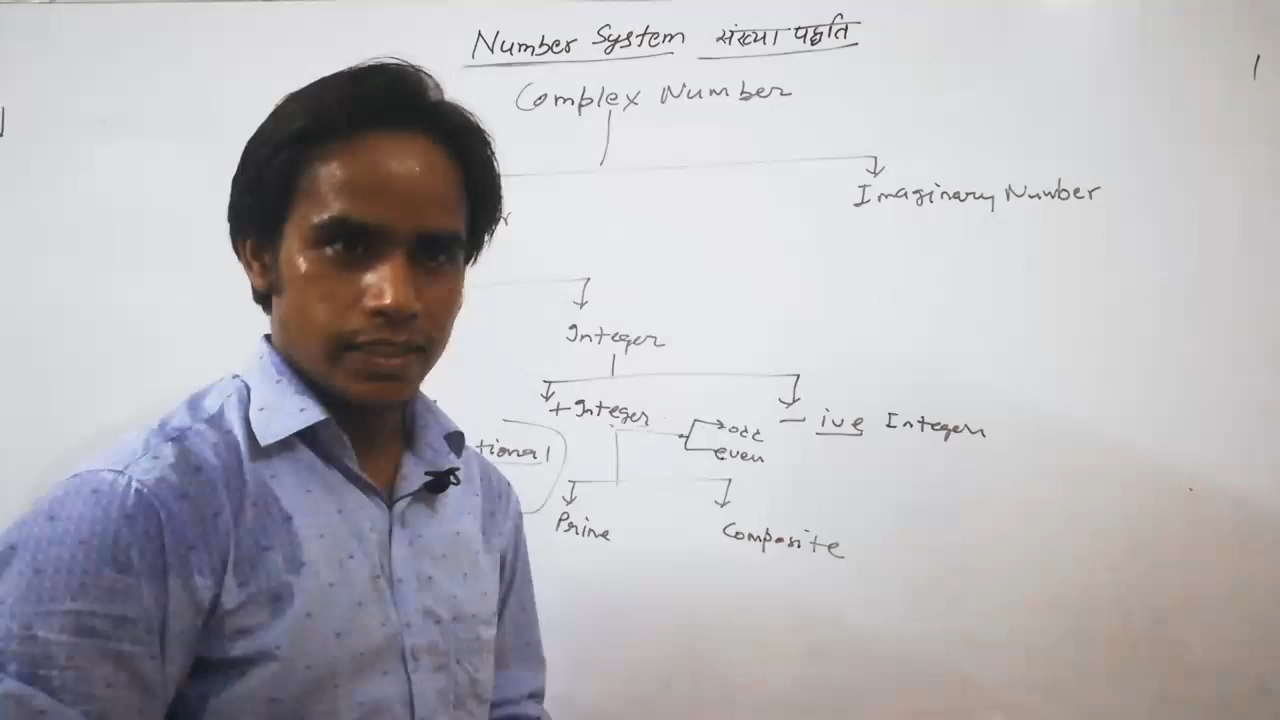 Number System संख्या पद्धति
Complex Number
Imaginary Number
Integer
+ Integer
- ive Integer
odd
even
tional
Prime
Composite